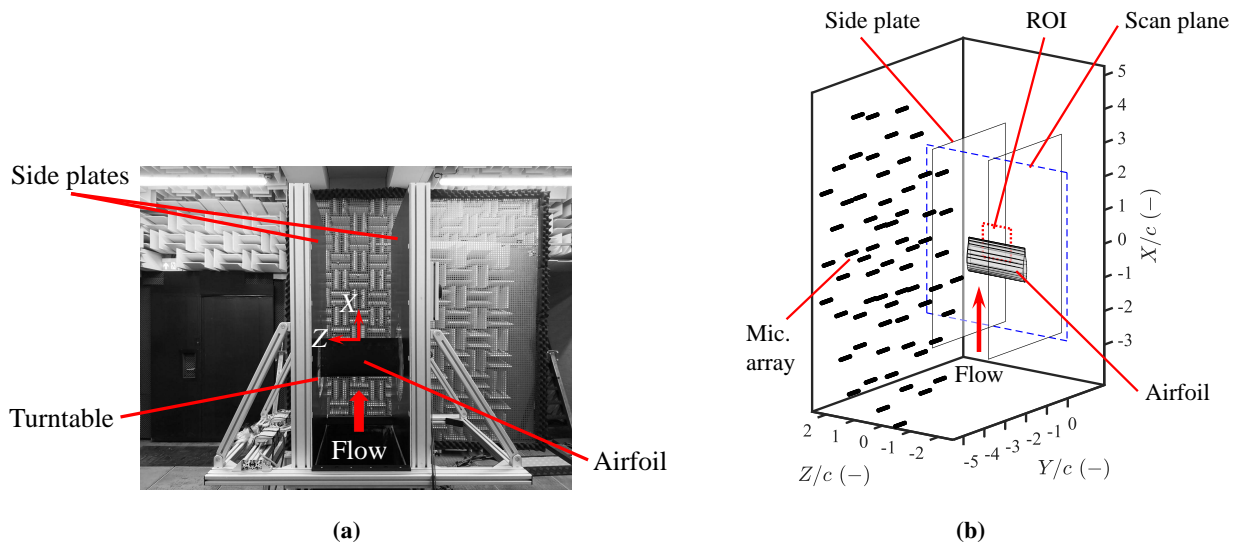 Side plates
X
Z
Turntable
Flow
Airfoil
(a)
Side plate
ROI
Scan plane
5
4
3
2
1
0
-1
-2
-3
X/c (−)
Mic.
array
Flow
Airfoil
2
1
0
-1
-2
Z/c (−)
-5
-4
-3
-2
-1
0
Y/c (−)
(b)